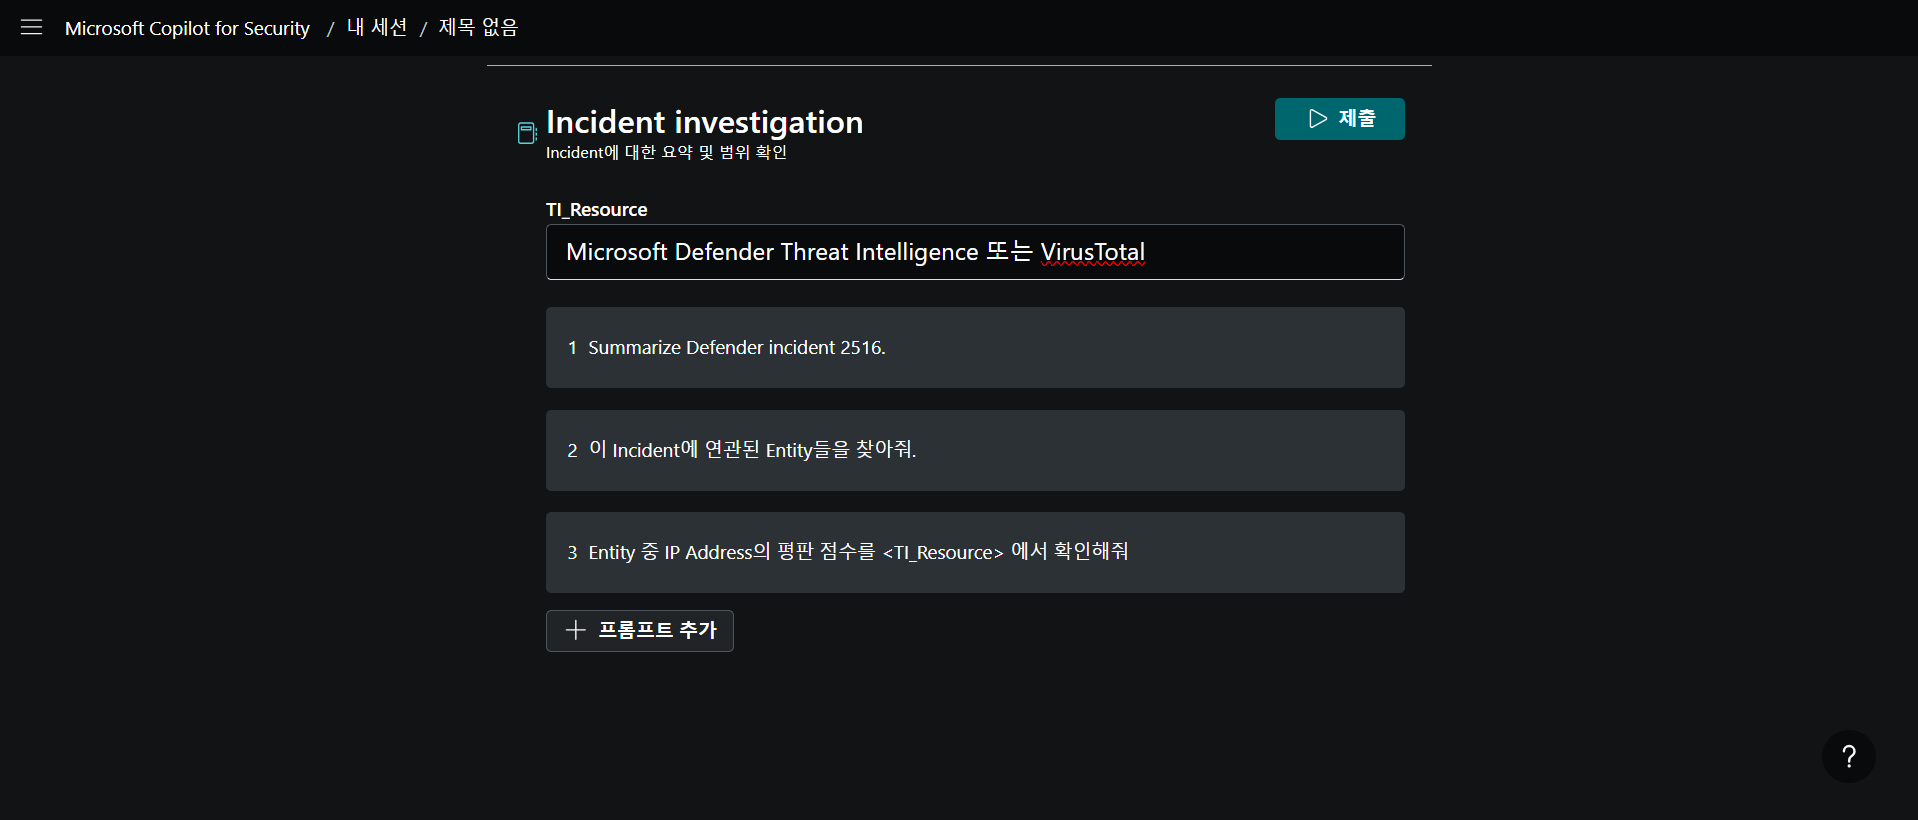 Microsoft Copilot for Security / 내 세션 / 제목 없음
Incident investigation
제출
Incident에 대한 요약 및 범위 확인
TI_Resource
Microsoft Defender Threat Intelligence 또는 VirusTotal
1 Summarize Defender incident 2516.
2 이 Incident에 연관된 Entity들을 찾아줘.
3 Entity 중 IP Address의 평판 점수를 <TI_Resource> 에서 확인해줘
프롬프트 추가
?